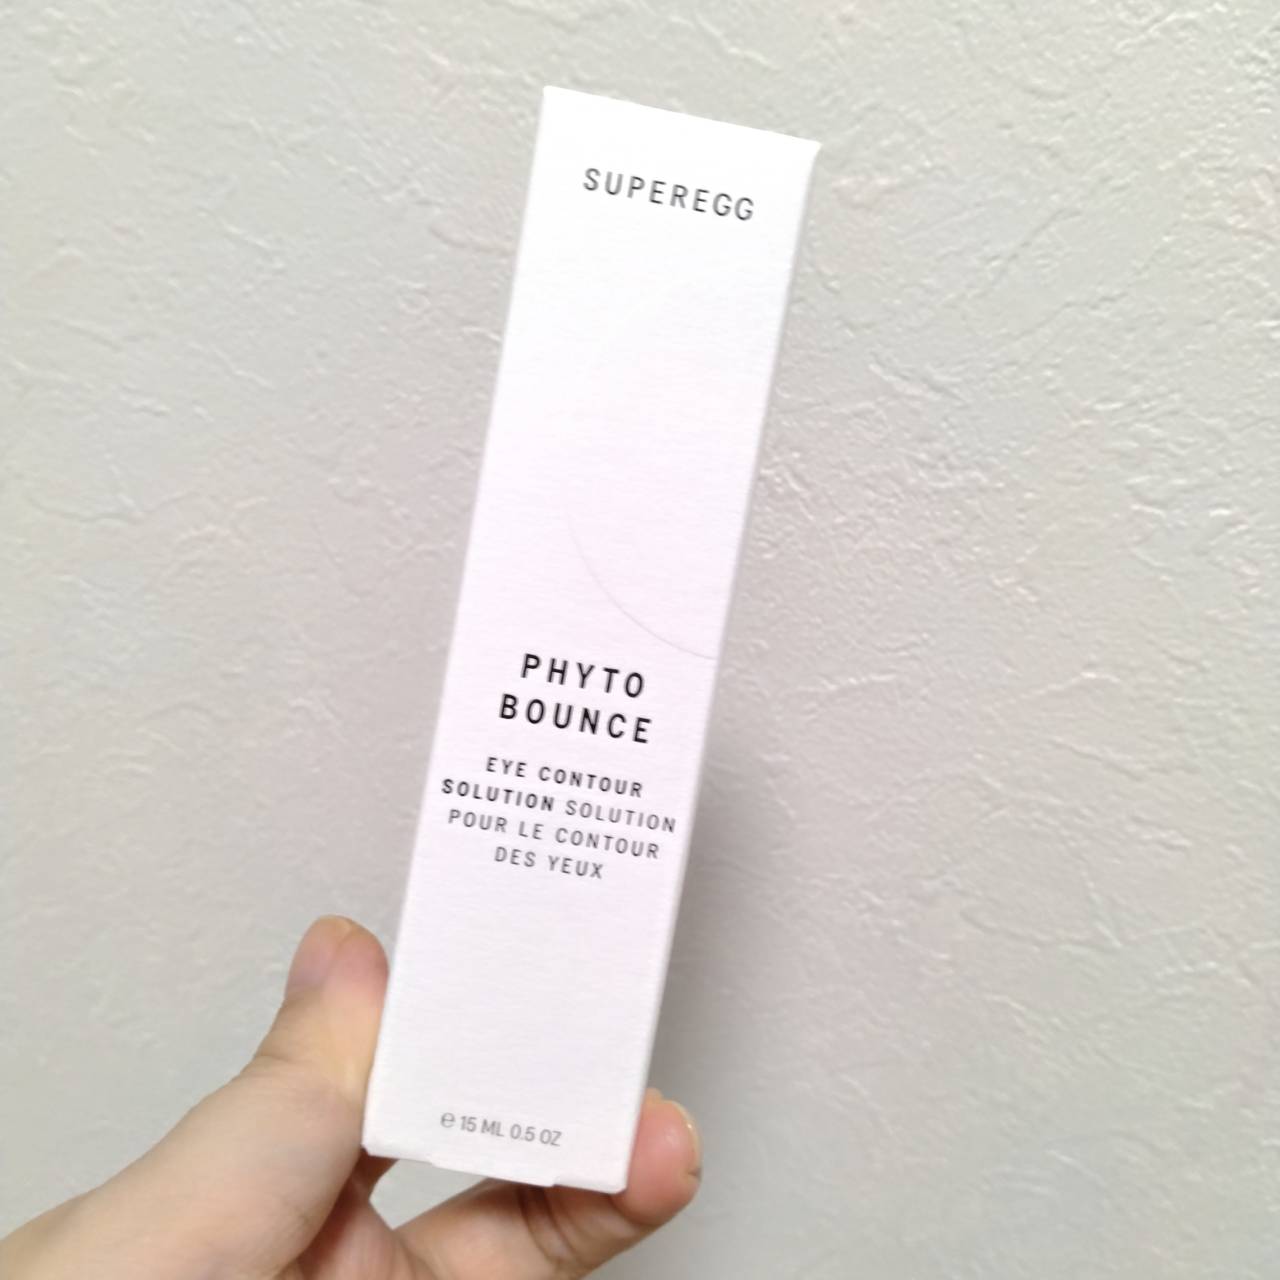 SUPEREGG
PHYTO
BOUNCE
EYE CONTOUR
SOLUTION SOLUTION
POUR LE CONTOUR
DES YEUX
℮ 15 ML 0.5 OZ